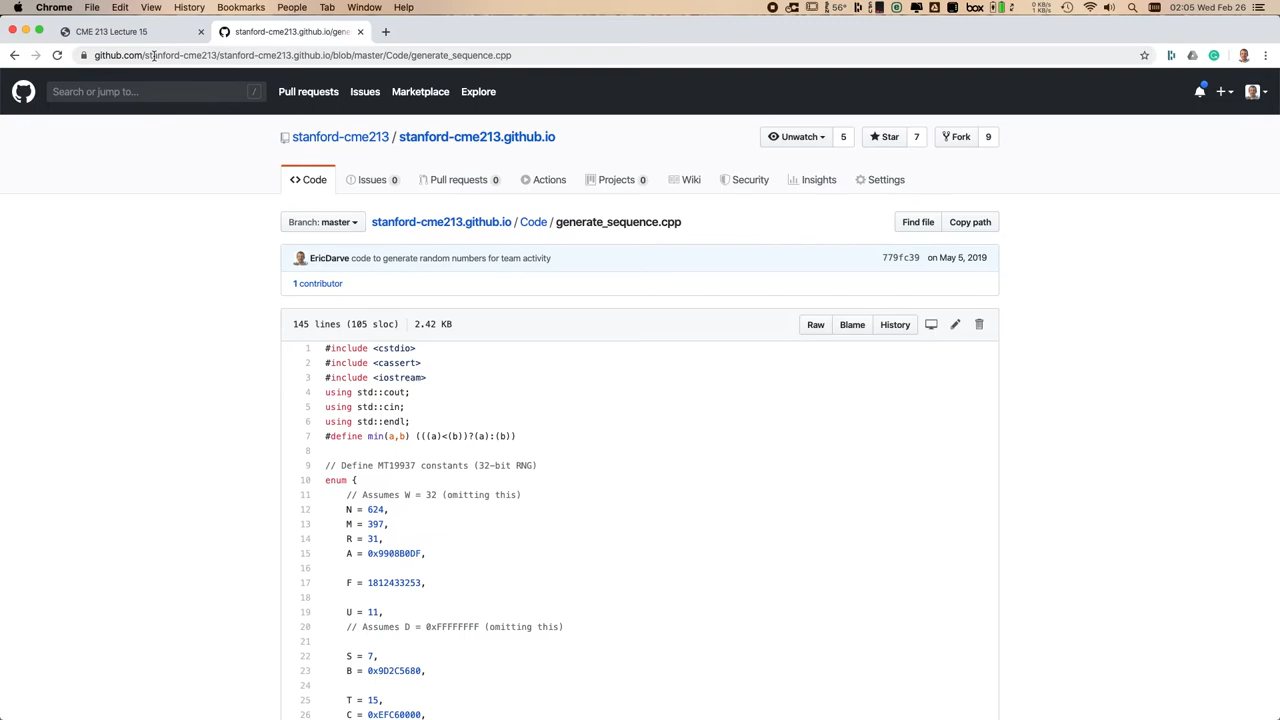 Chrome File Edit View History Bookmarks People Tab Window Help
56° 1 KB/s 0 KB/s box 02:05 Wed Feb 26
CME 213 Lecture 15
stanford-cme213.github.io/gene
github.com/stanford-cme213/stanford-cme213.github.io/blob/master/Code/generate_sequence.cpp
Search or jump to... /
Pull requests Issues Marketplace Explore
stanford-cme213 / stanford-cme213.github.io
Unwatch 5 Star 7 Fork 9
<> Code Issues 0 Pull requests 0 Actions Projects 0 Wiki Security Insights Settings
Branch: master stanford-cme213.github.io / Code / generate_sequence.cpp Find file Copy path
EricDarve code to generate random numbers for team activity 779fc39 on May 5, 2019
1 contributor
145 lines (105 sloc) 2.42 KB Raw Blame History
1 #include <cstdio>
2 #include <cassert>
3 #include <iostream>
4 using std::cout;
5 using std::cin;
6 using std::endl;
7 #define min(a,b) (((a)<(b))?(a):(b))
8
9 // Define MT19937 constants (32-bit RNG)
10 enum {
11 // Assumes W = 32 (omitting this)
12 N = 624,
13 M = 397,
14 R = 31,
15 A = 0x9908B0DF,
16
17 F = 1812433253,
18
19 U = 11,
20 // Assumes D = 0xFFFFFFFF (omitting this)
21
22 S = 7,
23 B = 0x9D2C5680,
24
25 T = 15,
26 C = 0xEFC60000,